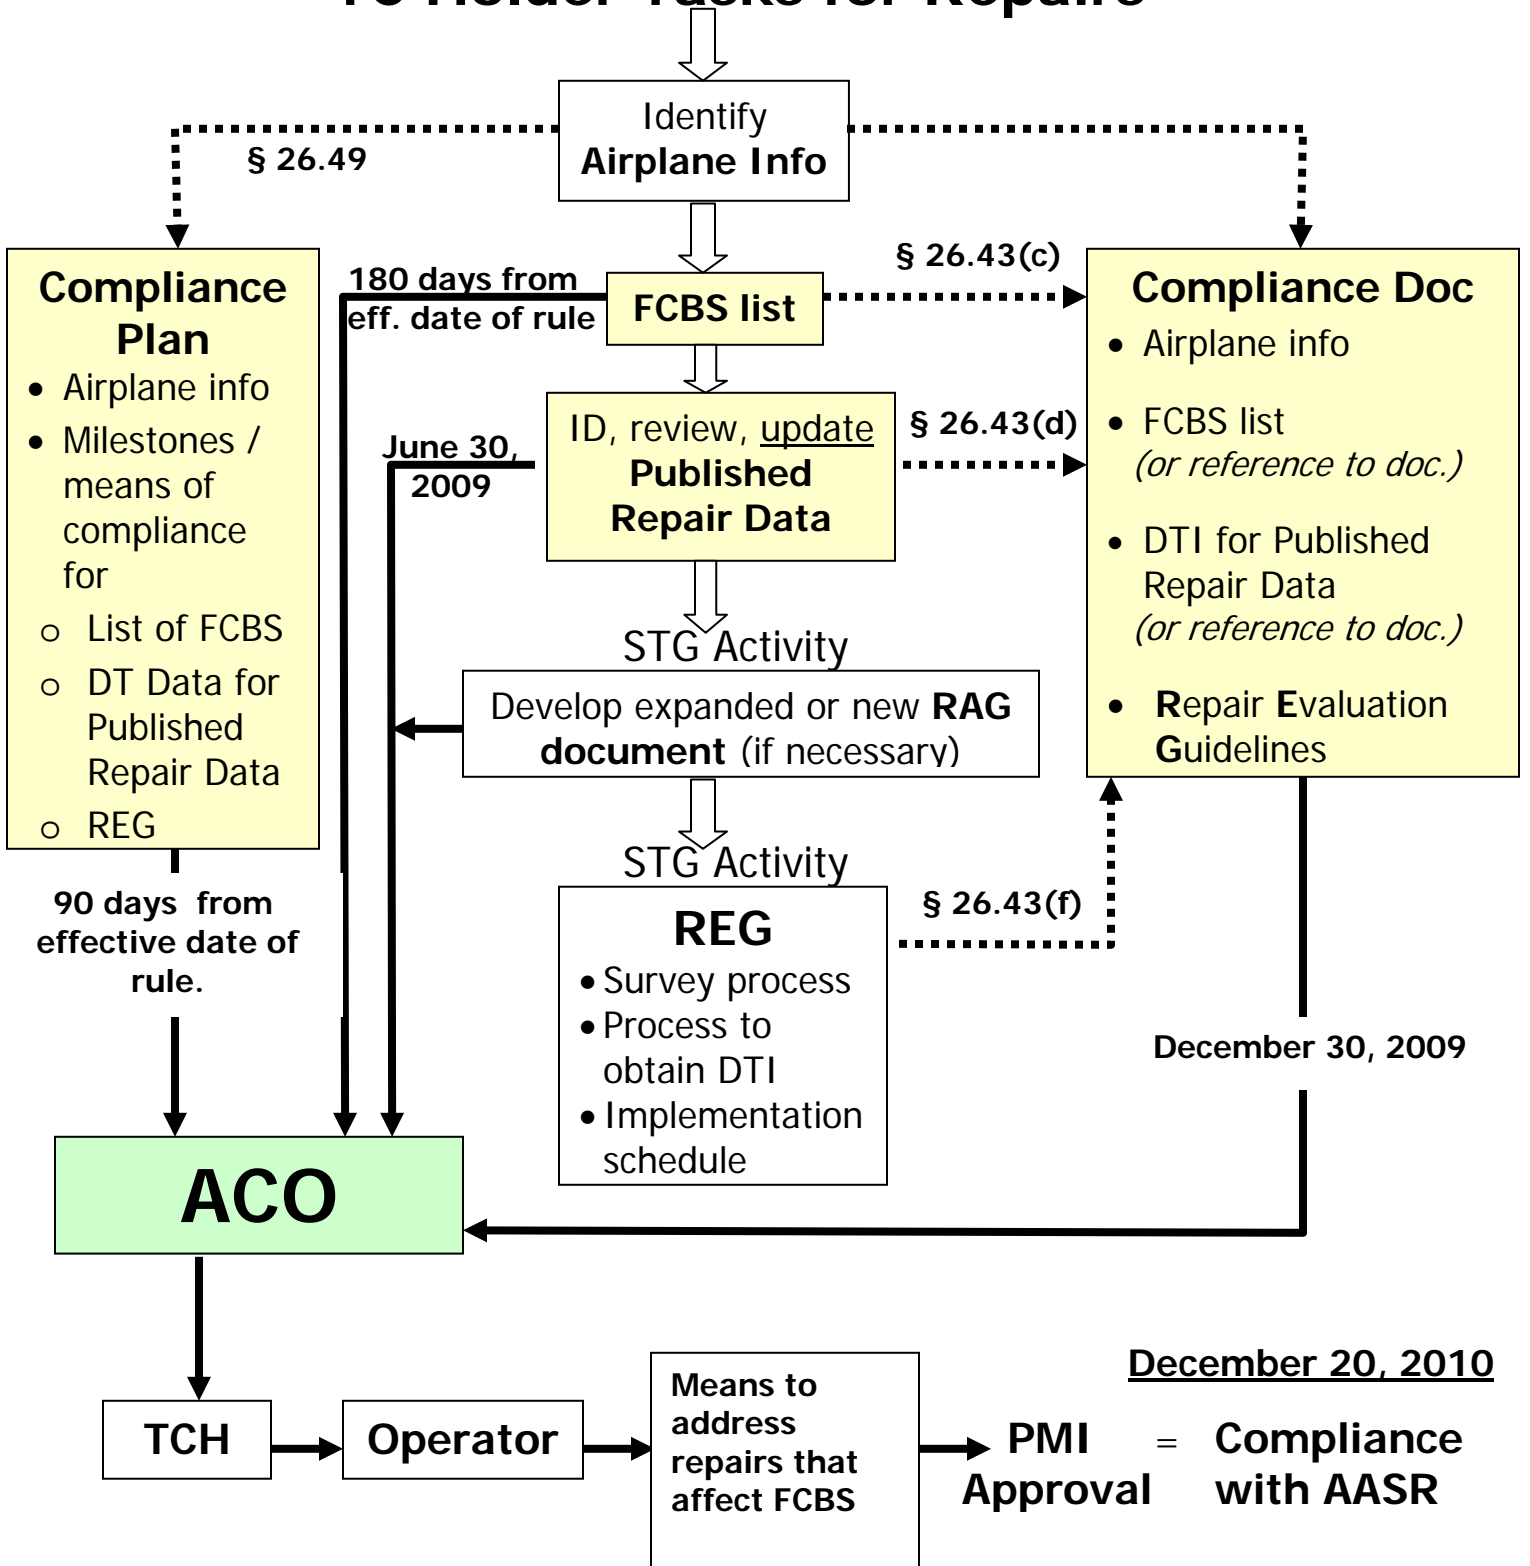 TC Holder Tasks for Repairs
Identify
Airplane Info
§ 26.49
Compliance
Plan
• Airplane info
• Milestones /
means of
compliance
for
o List of FCBS
o DT Data for
Published
Repair Data
o REG
180 days from
eff. date of rule
FCBS list
§ 26.43(c)
June 30,
2009
ID, review, update
Published
Repair Data
§ 26.43(d)
Compliance Doc
• Airplane info
• FCBS list
(or reference to doc.)
• DTI for Published
Repair Data
(or reference to doc.)
• Repair Evaluation
Guidelines
STG Activity
Develop expanded or new RAG
document (if necessary)
STG Activity
REG
• Survey process
• Process to
obtain DTI
• Implementation
schedule
§ 26.43(f)
90 days from
effective date of
rule.
December 30, 2009
ACO
TCH
Operator
Means to
address
repairs that
affect FCBS
December 20, 2010
PMI = Compliance
Approval with AASR